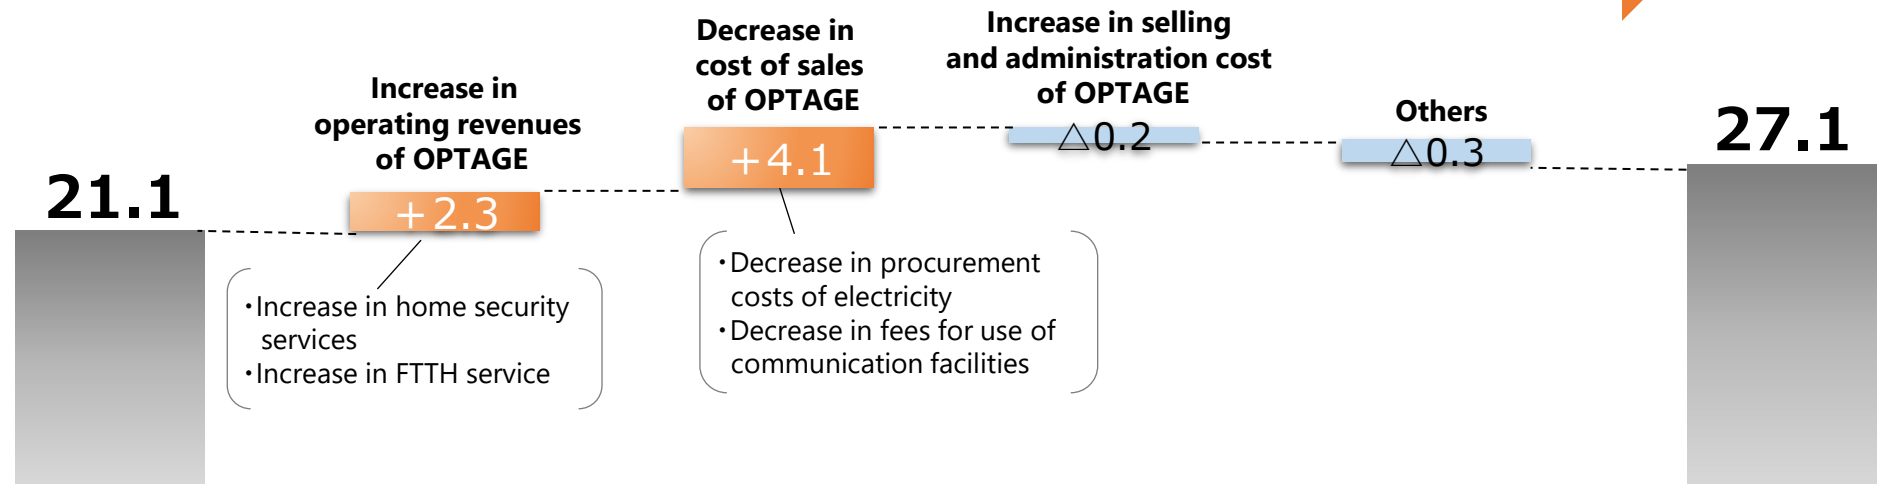 21.1
Increase in
operating revenues
of OPTAGE
+2.3
・Increase in home security
services
・Increase in FTTH service
Decrease in
cost of sales
of OPTAGE
+4.1
・Decrease in procurement
costs of electricity
・Decrease in fees for use of
communication facilities
Increase in selling
and administration cost
of OPTAGE
△0.2
Others
△0.3
27.1